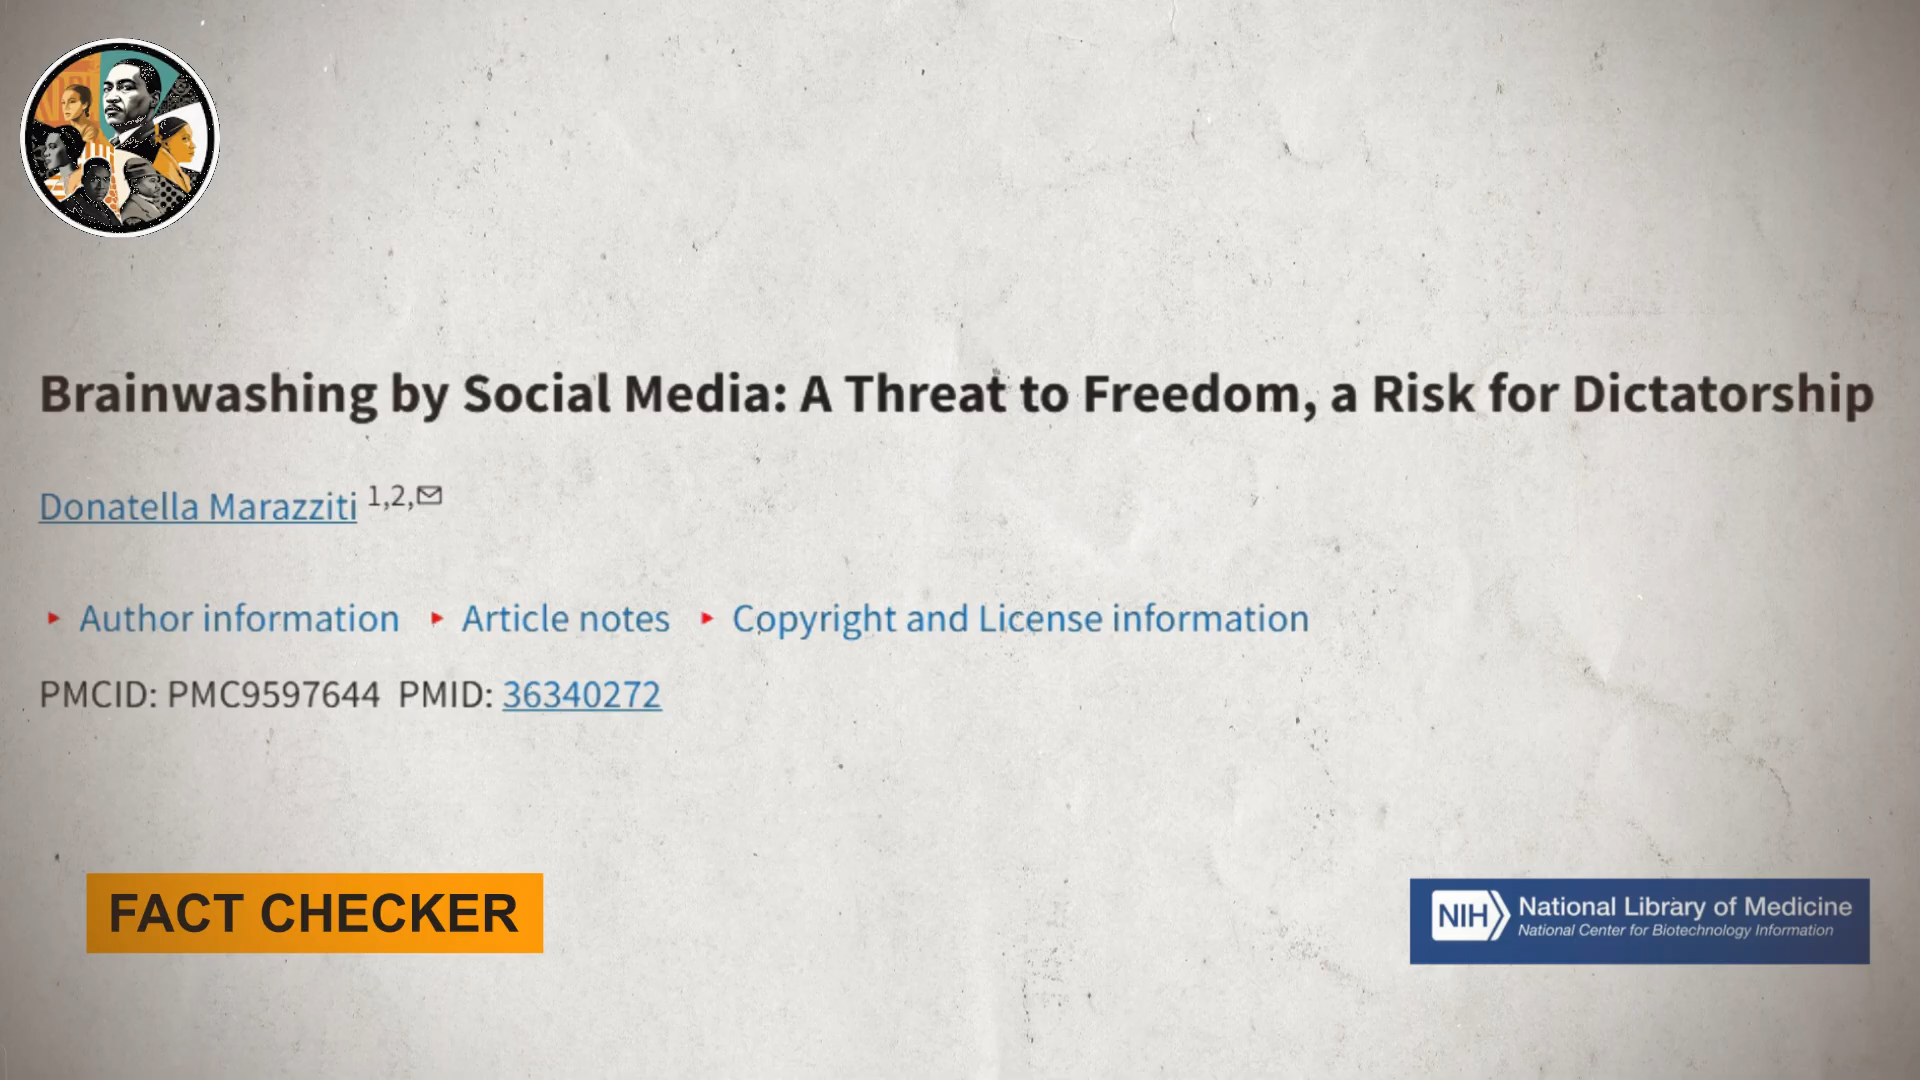 Brainwashing by Social Media: A Threat to Freedom, a Risk for Dictatorship
Donatella Marazziti 1,2,
Author information Article notes Copyright and License information
PMCID: PMC9597644 PMID: 36340272
FACT CHECKER
NIH National Library of Medicine
National Center for Biotechnology Information